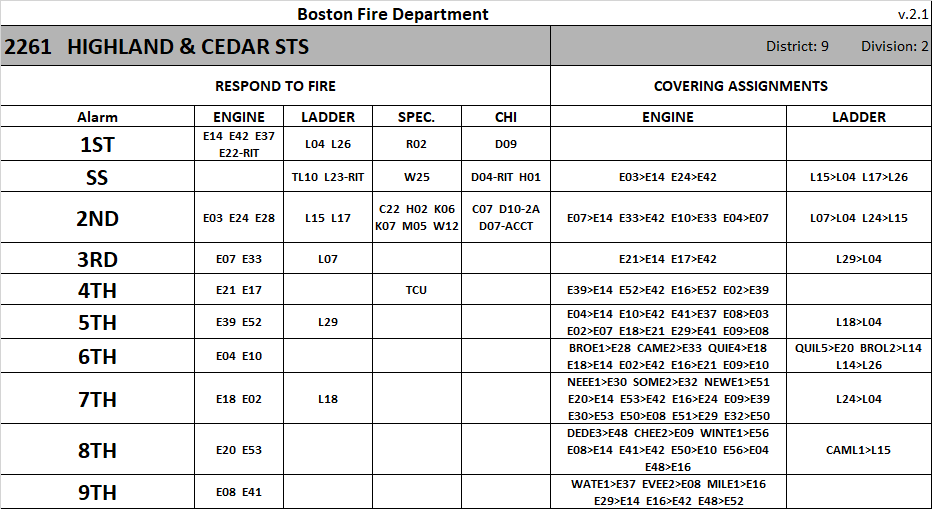 Boston Fire Department v.2.1
2261 HIGHLAND & CEDAR STS District: 9 Division: 2
RESPOND TO FIRE COVERING ASSIGNMENTS
Alarm ENGINE LADDER SPEC. CHI ENGINE LADDER
1ST E14 E42 E37 L04 L26 R02 D09
E22-RIT
SS TL10 L23-RIT W25 D04-RIT H01 E03>E14 E24>E42 L15>L04 L17>L26
2ND E03 E24 E28 L15 L17 C22 H02 K06 C07 D10-2A E07>E14 E33>E42 E10>E33 E04>E07 L07>L04 L24>L15
K07 M05 W12 D07-ACCT
3RD E07 E33 L07 E21>E14 E17>E42 L29>L04
4TH E21 E17 TCU E39>E14 E52>E42 E16>E52 E02>E39
5TH E39 E52 L29 E04>E14 E10>E42 E41>E37 E08>E03 L18>L04
E02>E07 E18>E21 E29>E41 E09>E08
6TH E04 E10 BROE1>E28 CAME2>E33 QUIE4>E18 QUIL5>E20 BROL2>L14
E18>E14 E02>E42 E16>E21 E09>E10 L14>L26
7TH E18 E02 L18 NEEE1>E30 SOME2>E32 NEWE1>E51 L24>L04
E20>E14 E53>E42 E16>E24 E09>E39
E30>E53 E50>E08 E51>E29 E32>E50
8TH E20 E53 DEDE3>E48 CHEE2>E09 WINTE1>E56 CAML1>L15
E08>E14 E41>E42 E50>E10 E56>E04
E48>E16
9TH E08 E41 WATE1>E37 EVEE2>E08 MILE1>E16
E29>E14 E16>E42 E48>E52